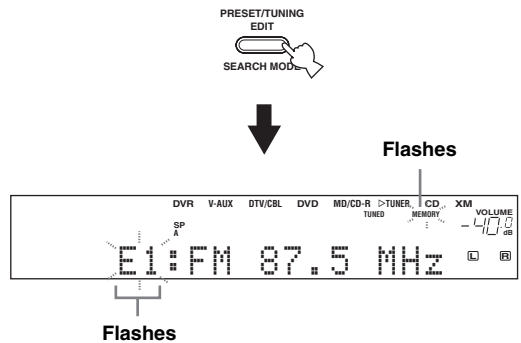 PRESET/TUNING
EDIT
SEARCH MODE
Flashes
DVR V-AUX DTV/CBL DVD MD/CD-R ▷TUNER CD XM
TUNED MEMORY VOLUME
SP
A
-40.0
dB
E1:FM 87.5 MHz L R
Flashes